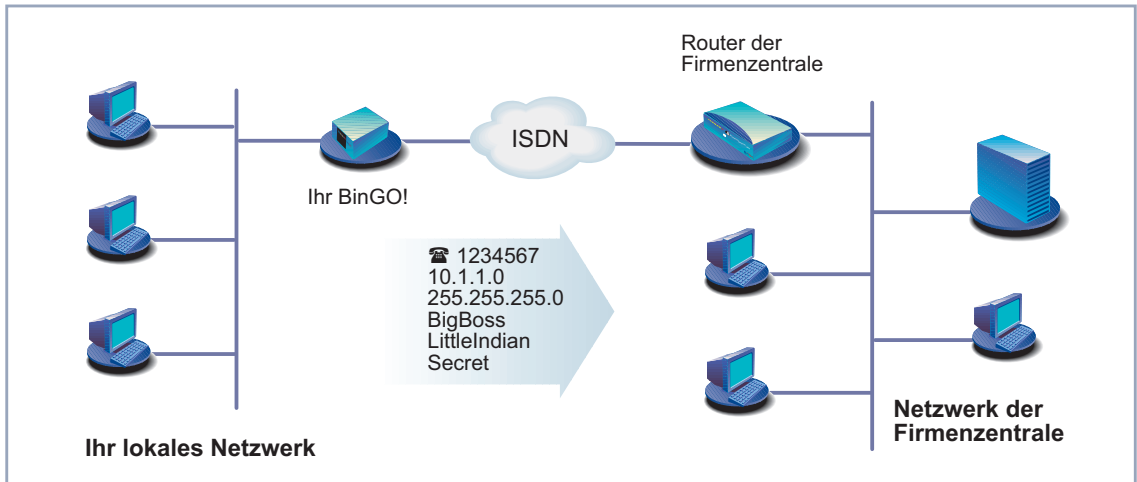 Router der
Firmenzentrale
ISDN
Ihr BinGO!
☎ 1234567
10.1.1.0
255.255.255.0
BigBoss
LittleIndian
Secret
Netzwerk der
Firmenzentrale
Ihr lokales Netzwerk